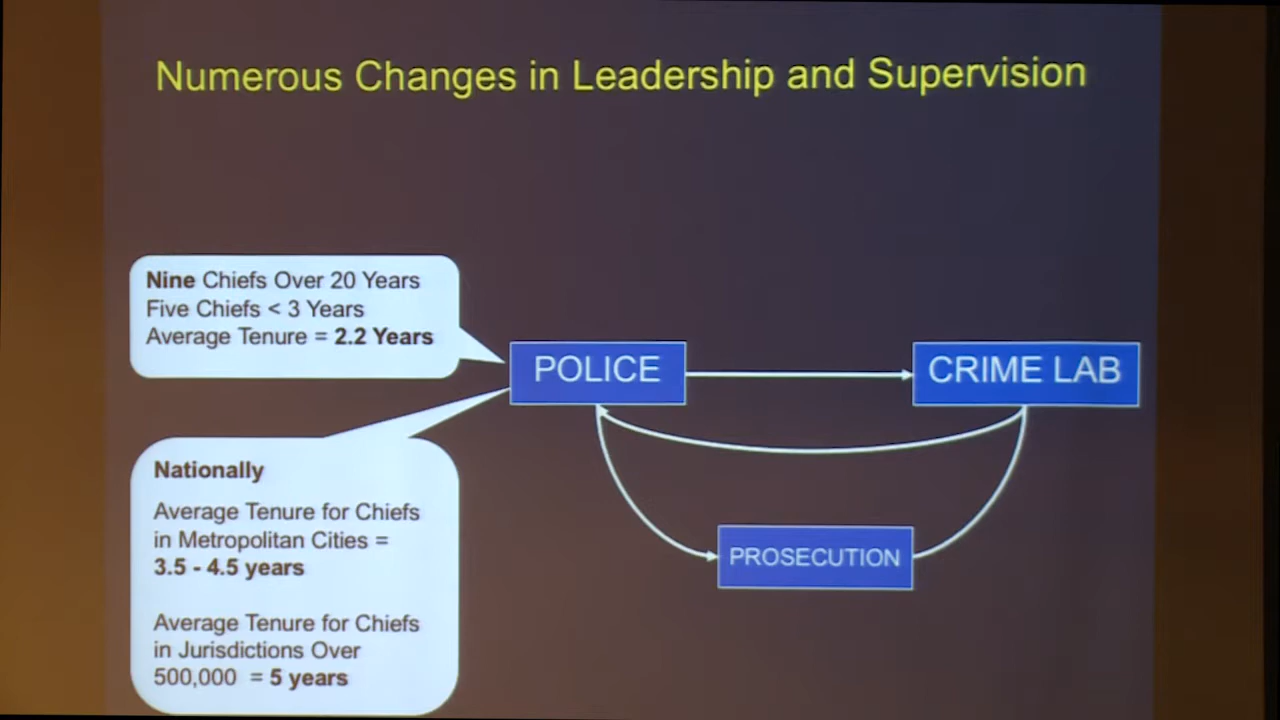 Numerous Changes in Leadership and Supervision
Nine Chiefs Over 20 Years
Five Chiefs < 3 Years
Average Tenure = 2.2 Years
POLICE
CRIME LAB
PROSECUTION
Nationally
Average Tenure for Chiefs
in Metropolitan Cities =
3.5 - 4.5 years
Average Tenure for Chiefs
in Jurisdictions Over
500,000 = 5 years